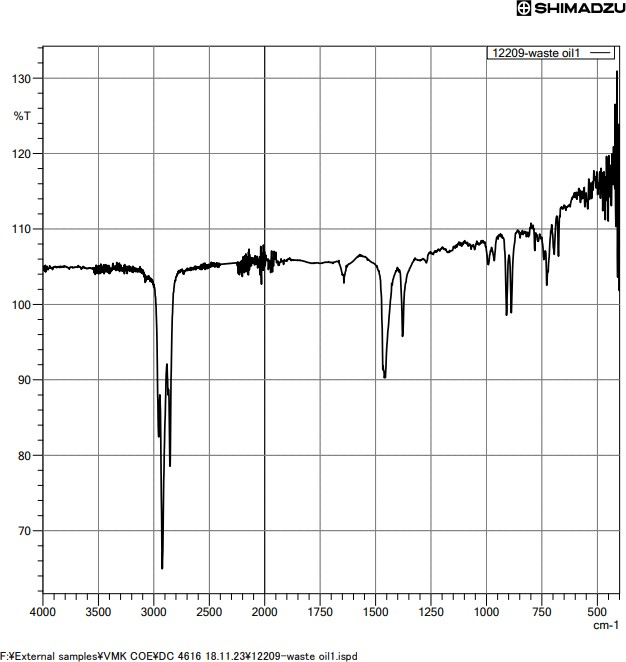 SHIMADZU
12209-waste oil1
130
%T
120
110
100
90
80
70
4000 3500 3000 2500 2000 1750 1500 1250 1000 750 500
cm-1
F:¥External samples¥VMK COE¥DC 4616 18.11.23¥12209-waste oil1.ispd